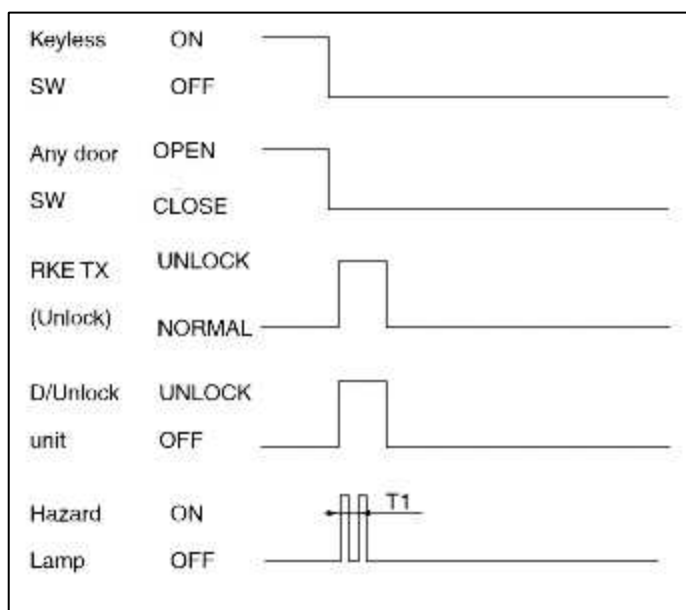 Keyless ON
SW OFF
Any door OPEN
SW CLOSE
RKE TX UNLOCK
(Unlock) NORMAL
D/Unlock UNLOCK
unit OFF
Hazard ON
T1
Lamp OFF